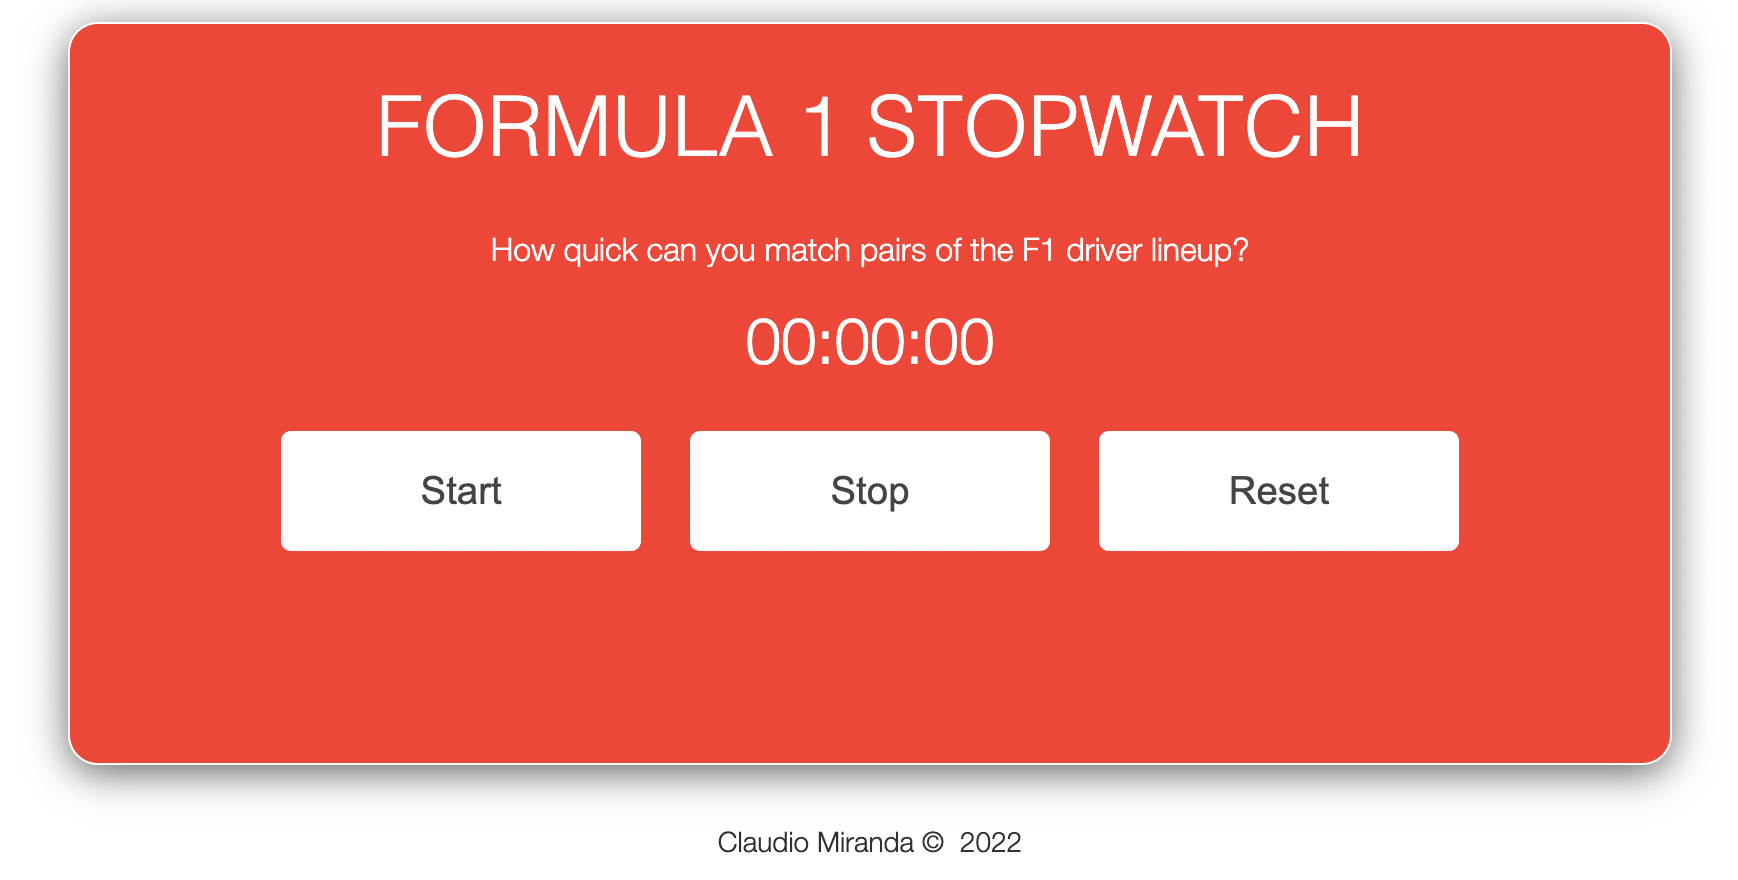 FORMULA 1 STOPWATCH
How quick can you match pairs of the F1 driver lineup?
00:00:00
Start Stop Reset
Claudio Miranda © 2022